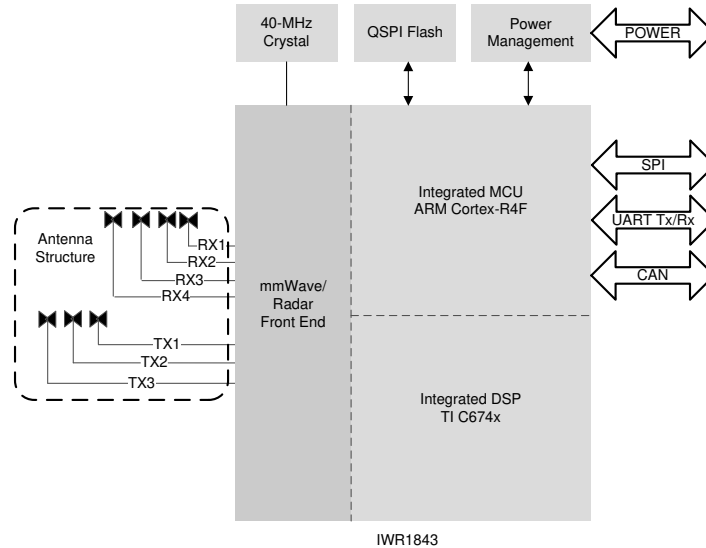 40-MHz
Crystal
QSPI Flash
Power
Management
POWER
SPI
Integrated MCU
ARM Cortex-R4F
UART Tx/Rx
Antenna
Structure
RX1
RX2
RX3
RX4
mmWave/
Radar
Front End
CAN
TX1
TX2
TX3
Integrated DSP
TI C674x
IWR1843